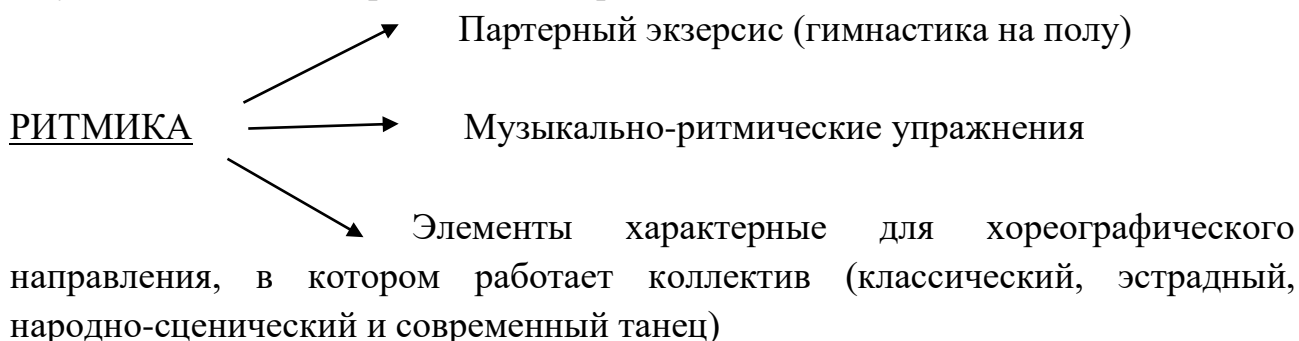 Партерный экзерсис (гимнастика на полу)
РИТМИКА Музыкально-ритмические упражнения
Элементы характерные для хореографического
направления, в котором работает коллектив (классический, эстрадный,
народно-сценический и современный танец)